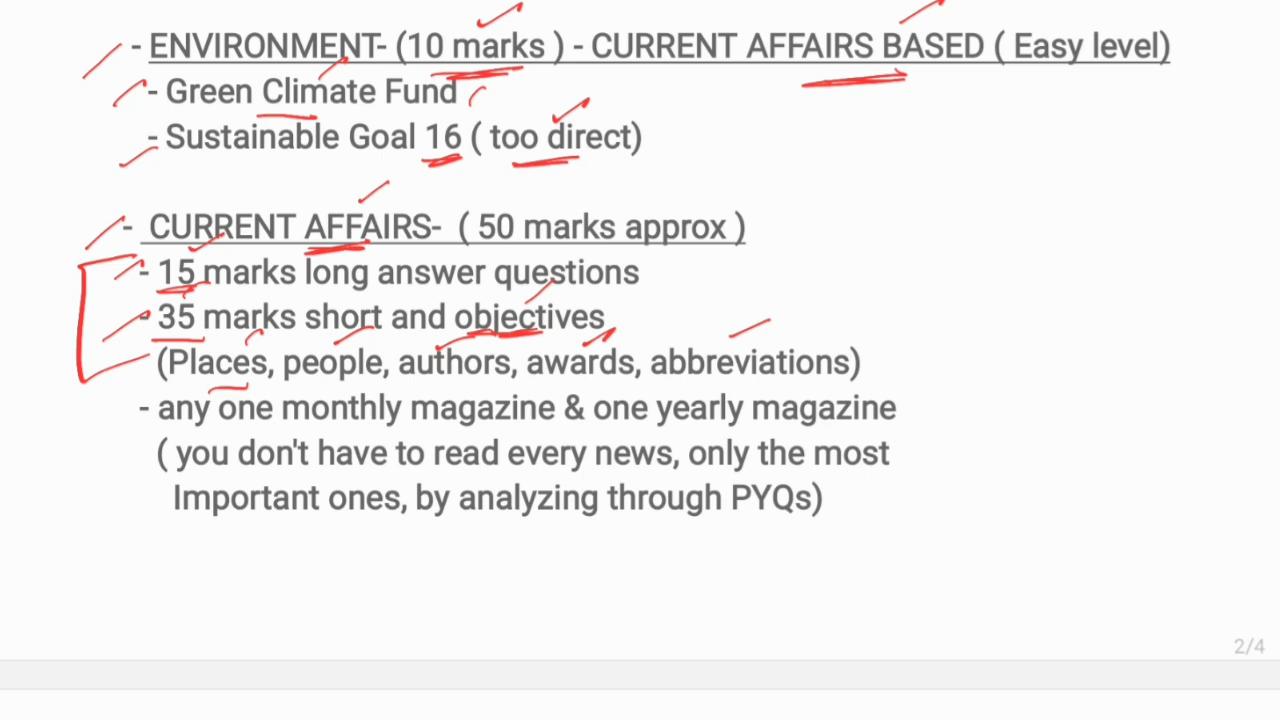 - ENVIRONMENT- (10 marks ) - CURRENT AFFAIRS BASED ( Easy level)
- Green Climate Fund
- Sustainable Goal 16 ( too direct)
- CURRENT AFFAIRS- ( 50 marks approx )
- 15 marks long answer questions
- 35 marks short and objectives
(Places, people, authors, awards, abbreviations)
- any one monthly magazine & one yearly magazine
( you don't have to read every news, only the most
Important ones, by analyzing through PYQs)
2/4